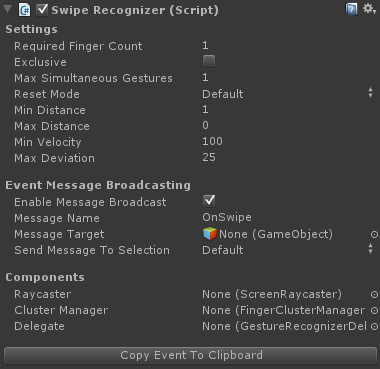 Swipe Recognizer (Script)
Settings
Required Finger Count 1
Exclusive
Max Simultaneous Gestures 1
Reset Mode Default
Min Distance 1
Max Distance 0
Min Velocity 100
Max Deviation 25
Event Message Broadcasting
Enable Message Broadcast
Message Name OnSwipe
Message Target None (GameObject)
Send Message To Selection Default
Components
Raycaster None (ScreenRaycaster)
Cluster Manager None (FingerClusterManager
Delegate None (GestureRecognizerDel
Copy Event To Clipboard